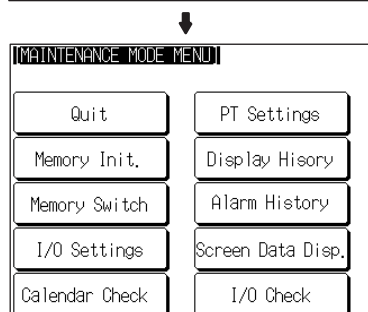 [MAINTENANCE MODE MENU]
Quit
PT Settings
Memory Init.
Display Hisory
Memory Switch
Alarm History
I/O Settings
Screen Data Disp.
Calendar Check
I/O Check